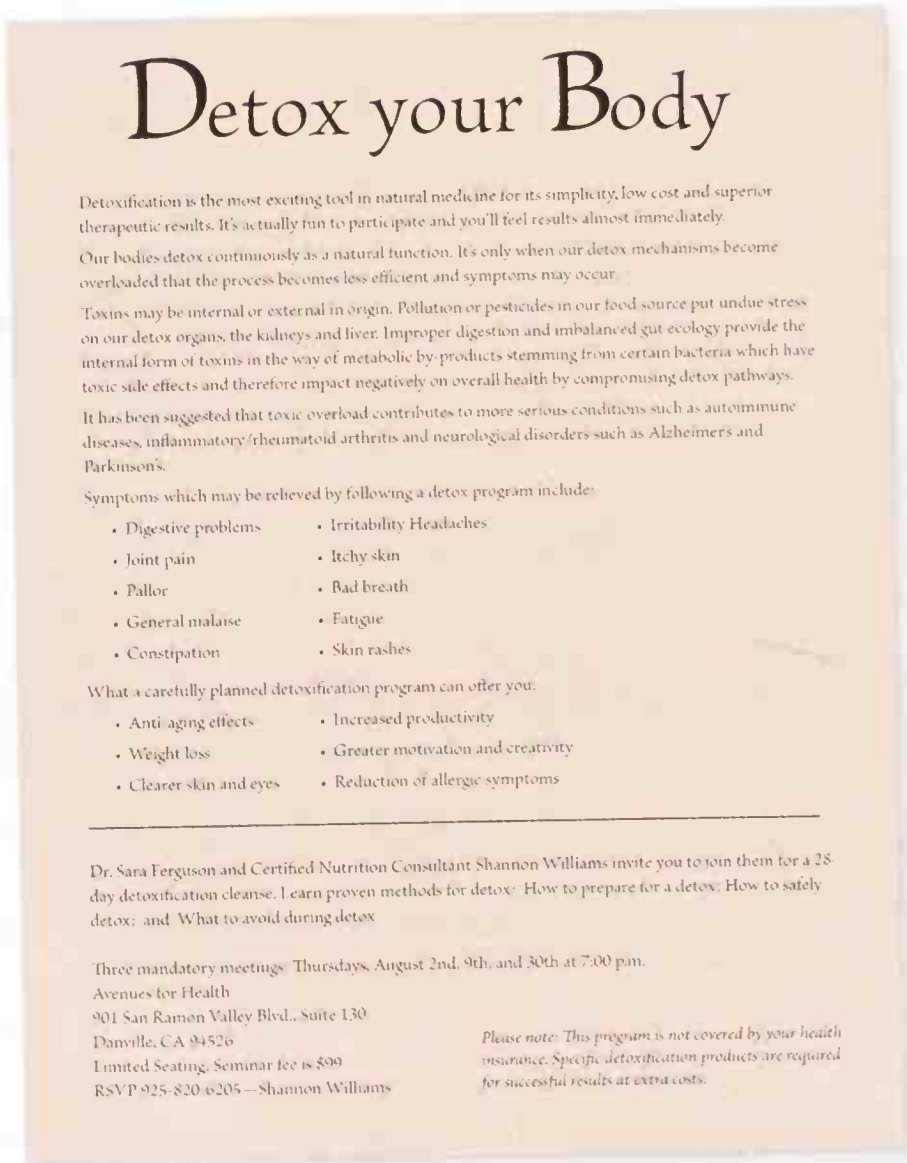 Detox your Body
Detoxification is the most exciting tool in natural medicine for its simplicity, low cost and superior
therapeutic results. It's actually fun to participate and you'll feel results almost immediately.
Our bodies detox continuously as a natural function. It's only when our detox mechanisms become
overloaded that the process becomes less efficient and symptoms may occur.
Toxins may be internal or external in origin. Pollution or pesticides in our food source put undue stress
on our detox organs, the kidneys and liver. Improper digestion and imbalanced gut ecology provide the
internal form of toxins in the way of metabolic by-products stemming from certain bacteria which have
toxic side effects and therefore impact negatively on overall health by compromising detox pathways.
It has been suggested that toxic overload contributes to more serious conditions such as autoimmune
diseases, inflammatory/rheumatoid arthritis and neurological disorders such as Alzheimers and
Parkinson's.
Symptoms which may be relieved by following a detox program include:
• Digestive problems • Irritability Headaches
• Joint pain • Itchy skin
• Pallor • Bad breath
• General malaise • Fatigue
• Constipation • Skin rashes
What a carefully planned detoxification program can offer you:
• Anti aging effects • Increased productivity
• Weight loss • Greater motivation and creativity
• Clearer skin and eyes • Reduction of allergic symptoms
Dr. Sara Ferguson and Certified Nutrition Consultant Shannon Williams invite you to join them for a 28-
day detoxification cleanse. Learn proven methods for detox: How to prepare for a detox; How to safely
detox; and What to avoid during detox
Three mandatory meetings: Thursdays, August 2nd, 9th, and 30th at 7:00 p.m.
Avenues for Health
901 San Ramon Valley Blvd., Suite 130
Danville, CA 94526
Limited Seating. Seminar fee is $99
RSVP 925-820-6205—Shannon Williams
Please note: This program is not covered by your health
insurance. Specific detoxification products are required
for successful results at extra costs.